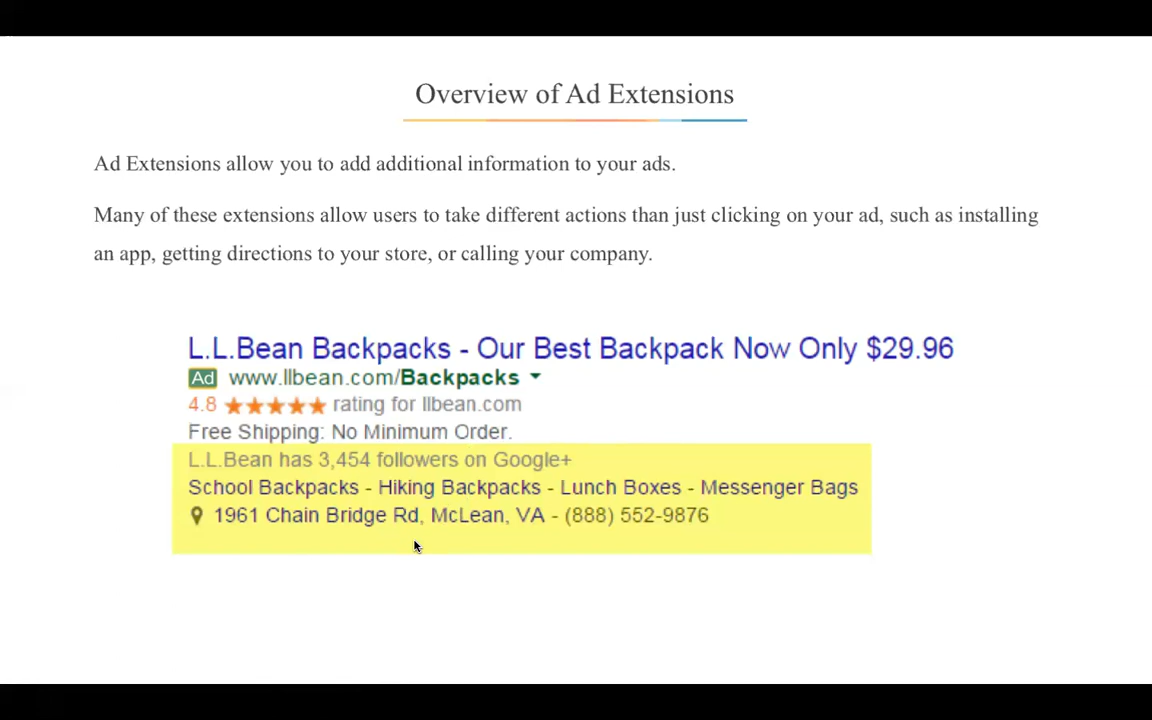 Overview of Ad Extensions
Ad Extensions allow you to add additional information to your ads.
Many of these extensions allow users to take different actions than just clicking on your ad, such as installing
an app, getting directions to your store, or calling your company.
L.L.Bean Backpacks - Our Best Backpack Now Only $29.96
Ad www.llbean.com/Backpacks
4.8 ★★★★★ rating for llbean.com
Free Shipping: No Minimum Order.
L.L.Bean has 3,454 followers on Google+
School Backpacks - Hiking Backpacks - Lunch Boxes - Messenger Bags
1961 Chain Bridge Rd, McLean, VA - (888) 552-9876